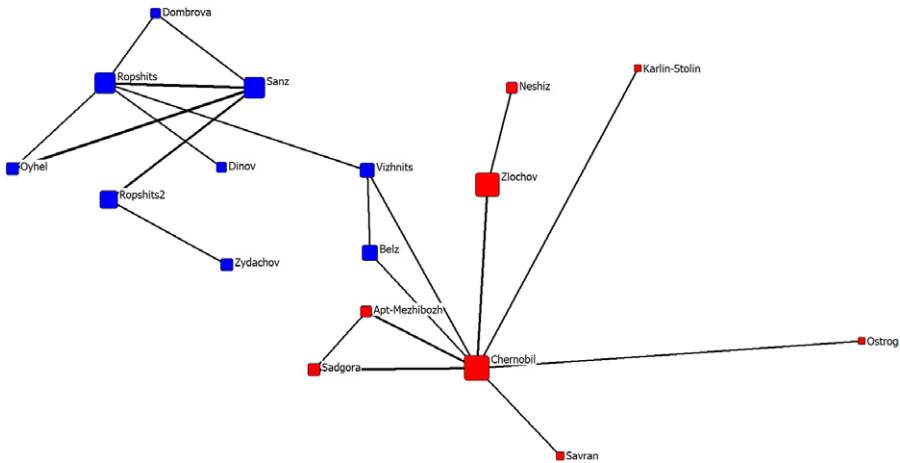 Dombrova
Ropshits
Sanz
Karlin-Stolin
Neshiz
Oyhel
Dinov
Vizhnits
Zlochov
Ropshits2
Belz
Zydachov
Apt-Mezhibozh
Ostrog
Sadgora
Chernobil
Savran